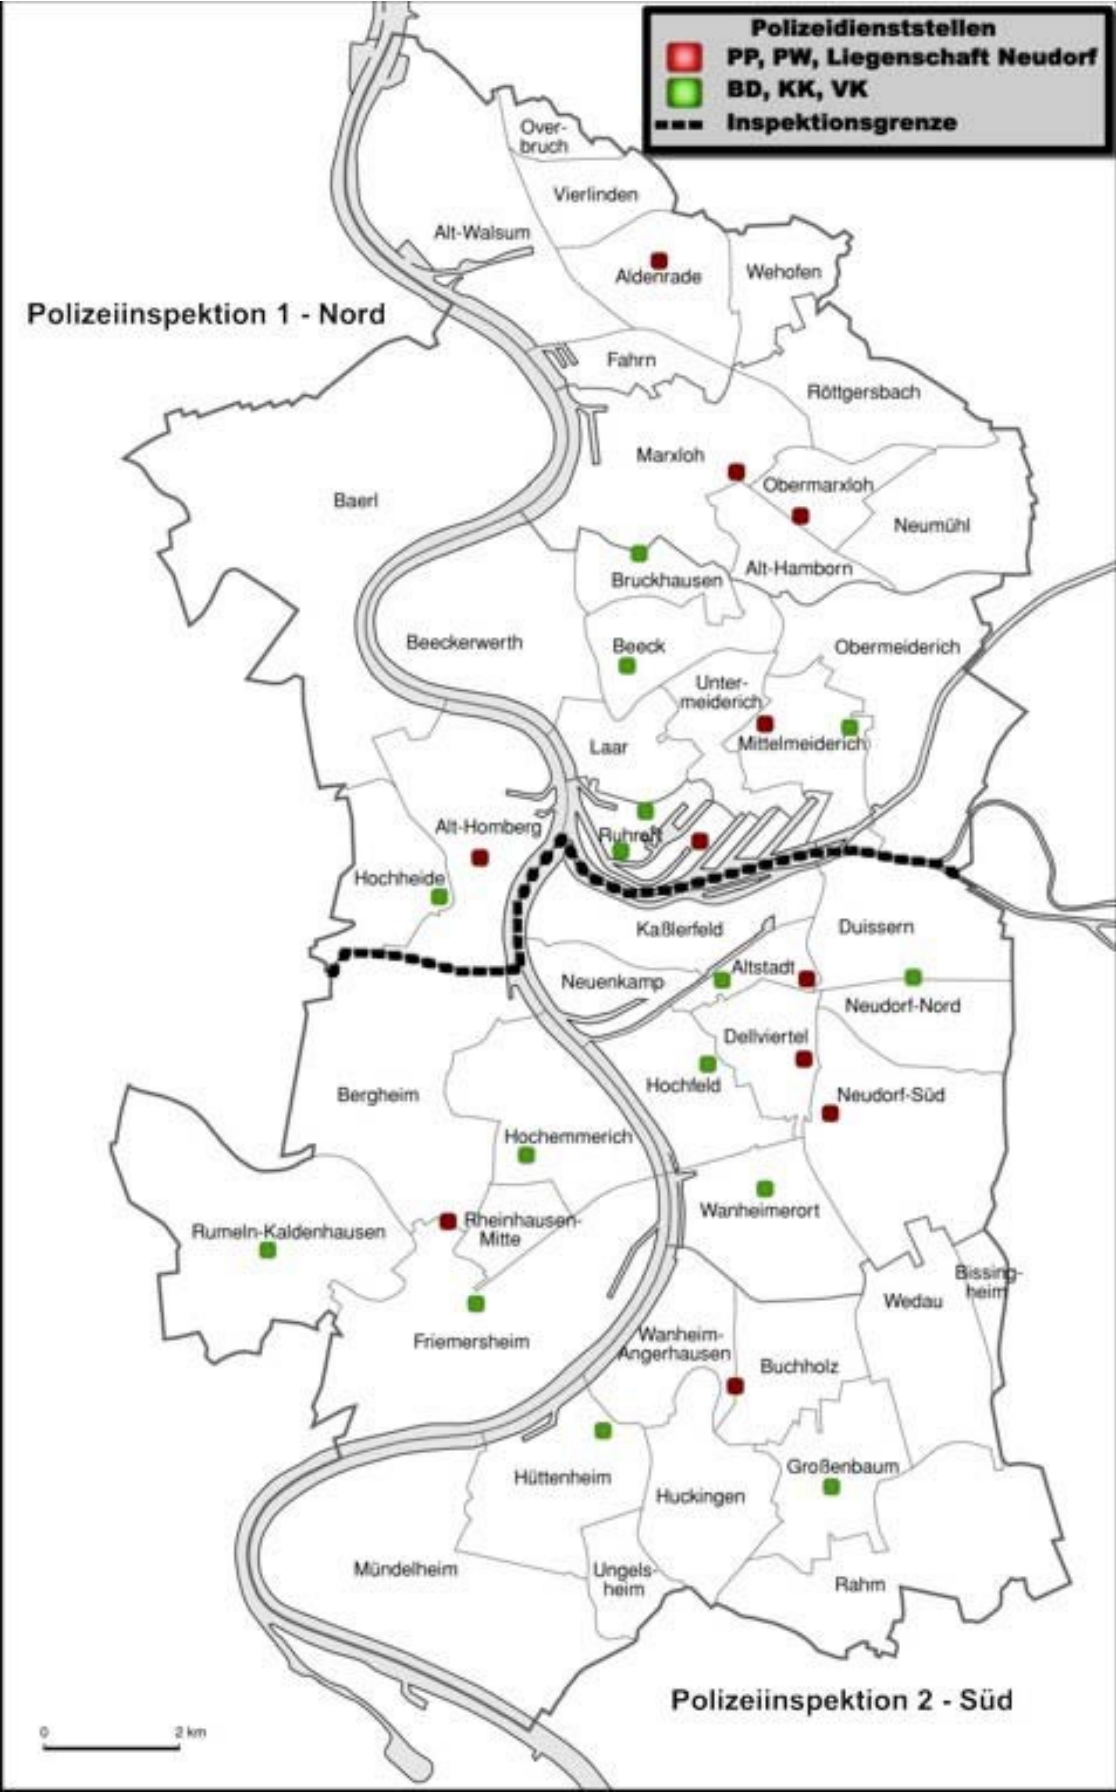 Polizeidienststellen
PP, PW, Liegenschaft Neudorf
BD, KK, VK
Inspektionsgrenze
Over-
bruch
Vierlinden
Alt-Walsum
Aldenrade
Wehofen
Polizeiinspektion 1 - Nord
Fahrn
Röttgersbach
Marxloh
Obermarxloh
Baerl
Neumühl
Alt-Hamborn
Bruckhausen
Beeckerwerth
Beeck
Obermeiderich
Unter-
meiderich
Laar
Mittelmeiderich
Alt-Homberg
Ruhrort
Hochheide
Kaßlerfeld
Duissern
Altstadt
Neuenkamp
Neudorf-Nord
Dellviertel
Hochfeld
Bergheim
Neudorf-Süd
Hochemmerich
Wanheimerort
Rheinhausen-
Mitte
Rumeln-Kaldenhausen
Bissing-
heim
Wedau
Friemersheim
Wanheim-
Angerhausen
Buchholz
Großenbaum
Hüttenheim
Huckingen
Mündelheim
Ungels-
heim
Rahm
Polizeiinspektion 2 - Süd
0 2 km